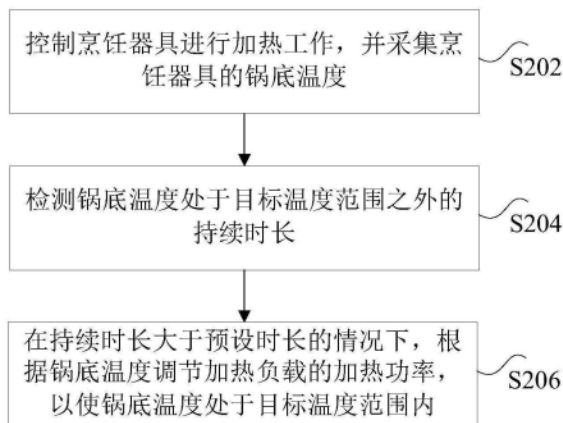 控制烹饪器具进行加热工作，并采集烹
饪器具的锅底温度
S202
检测锅底温度处于目标温度范围之外的
持续时长
S204
在持续时长大于预设时长的情况下，根
据锅底温度调节加热负载的加热功率，
以使锅底温度处于目标温度范围内
S206